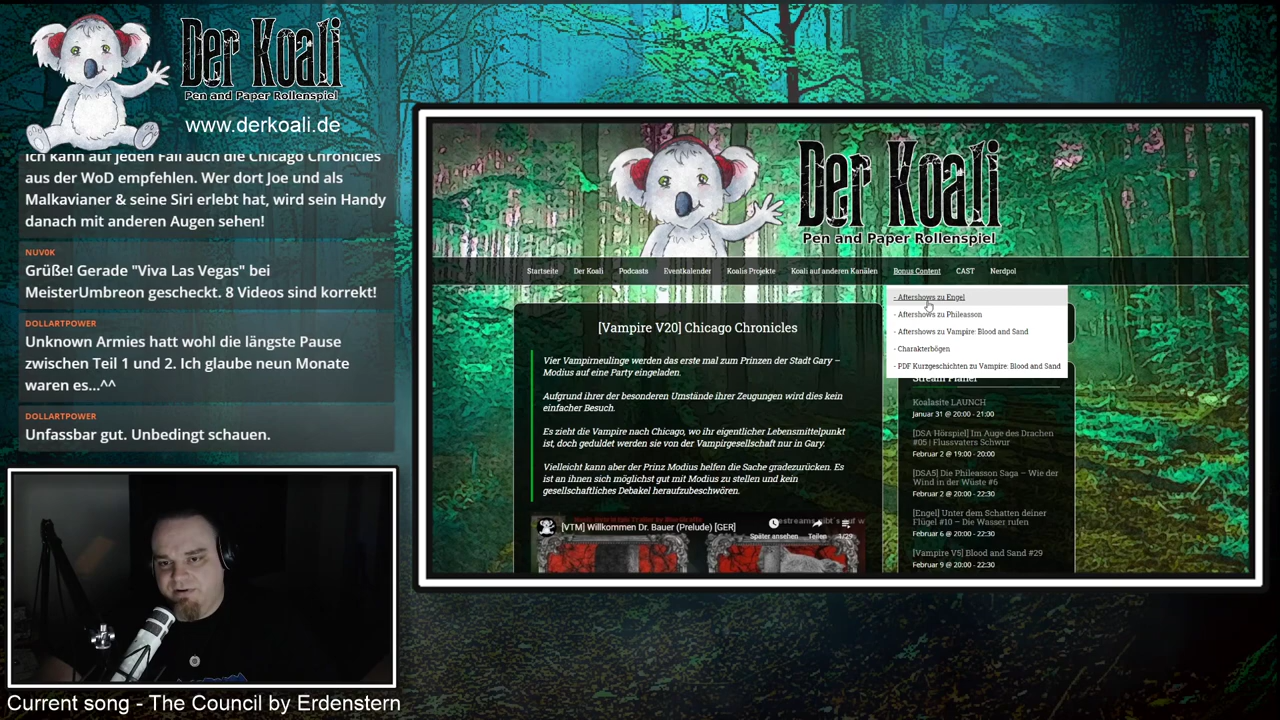 Der Koali
Pen and Paper Rollenspiel
www.derkoali.de
Ich kann auf jeden Fall auch die Chicago Chronicles
aus der WoD empfehlen. Wer dort Joe und als
Malkavianer & seine Siri erlebt hat, wird sein Handy
danach mit anderen Augen sehen!
NUV0K
Grüße! Gerade "Viva Las Vegas" bei
MeisterUmbreon gescheckt. 8 Videos sind korrekt!
DOLLARTPOWER
Unknown Armies hatt wohl die längste Pause
zwischen Teil 1 und 2. Ich glaube neun Monate
waren es...^^
DOLLARTPOWER
Unfassbar gut. Unbedingt schauen.
Current song - The Council by Erdenstern
Der Koali
Pen and Paper Rollenspiel
Startseite Der Koali Podcasts Eventkalender Koalis Projekte Koali auf anderen Kanälen Bonus Content CAST Nerdpol
- Aftershows zu Engel
- Aftershows zu Phileasson
- Aftershows zu Vampire: Blood and Sand
- Charakterbögen
- PDF Kurzgeschichten zu Vampire: Blood and Sand
[Vampire V20] Chicago Chronicles
Vier Vampirneulinge werden das erste mal zum Prinzen der Stadt Gary –
Modius auf eine Party eingeladen.
Aufgrund ihrer der besonderen Umstände ihrer Zeugungen wird dies kein
einfacher Besuch.
Es zieht die Vampire nach Chicago, wo ihr eigentlicher Lebensmittelpunkt
ist, doch geduldet werden sie von der Vampirgesellschaft nur in Gary.
Vielleicht kann aber der Prinz Modius helfen die Sache gradezurücken. Es
ist an ihnen sich möglichst gut mit Modius zu stellen und kein
gesellschaftliches Debakel heraufzubeschwören.
[VTM] Willkommen Dr. Bauer (Prelude) [GER]
Später ansehen Teilen 1/29
Stream Planer
Koalasite LAUNCH
Januar 31 @ 20:00 - 21:00
[DSA Hörspiel] Im Auge des Drachen
#05 | Flussvaters Schwur
Februar 2 @ 19:00 - 20:00
[DSA5] Die Phileasson Saga – Wie der
Wind in der Wüste #6
Februar 2 @ 20:00 - 22:30
[Engel] Unter dem Schatten deiner
Flügel #10 – Die Wasser rufen
Februar 6 @ 20:00 - 22:30
[Vampire V5] Blood and Sand #29
Februar 9 @ 20:00 - 22:30